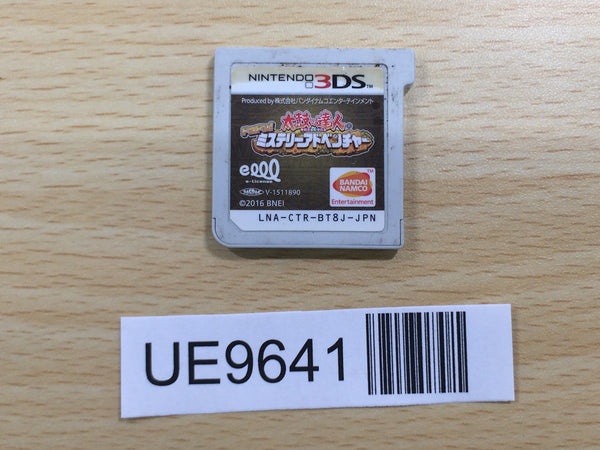 NINTENDO 3DS™
Produced by 株式会社バンダイナムコエンターテインメント
太鼓の達人
ドコドン!
ミステリーアドベンチャー
e-License
V-1511890
©2016 BNEI
BANDAI
NAMCO
Entertainment
LNA-CTR-BT8J-JPN
UE9641